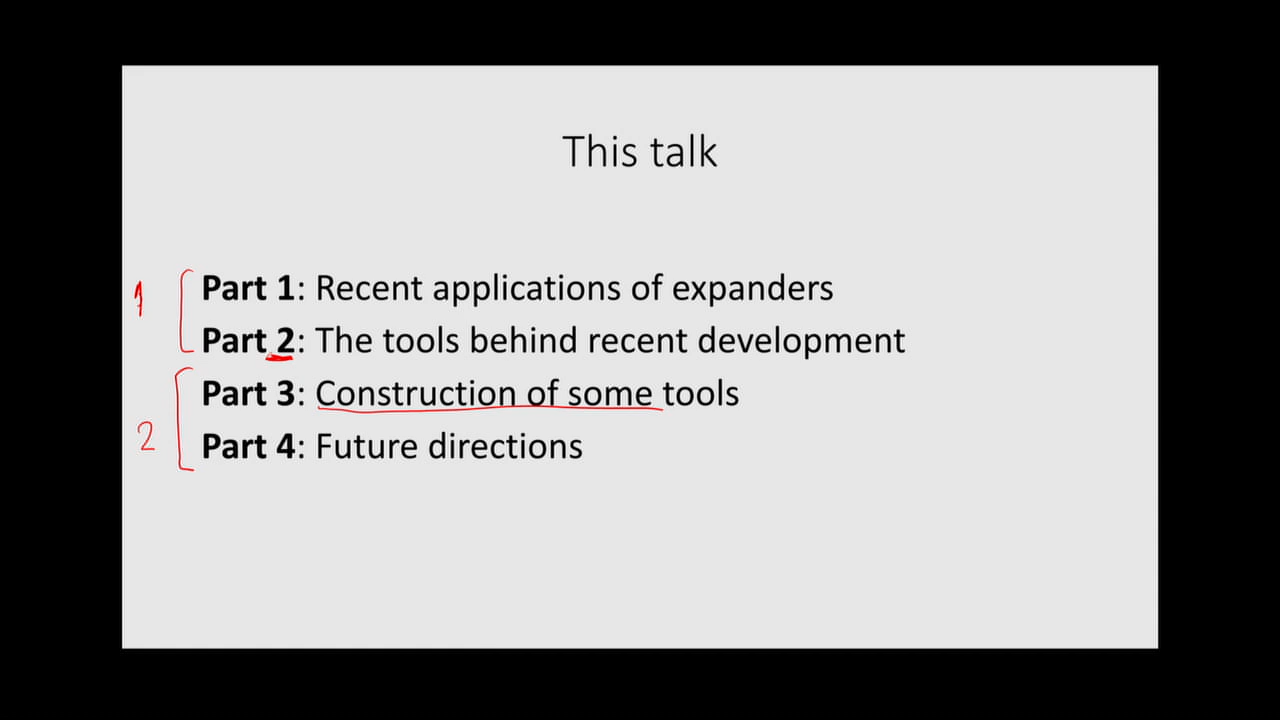 This talk
1
Part 1: Recent applications of expanders
Part 2: The tools behind recent development
Part 3: Construction of some tools
2
Part 4: Future directions